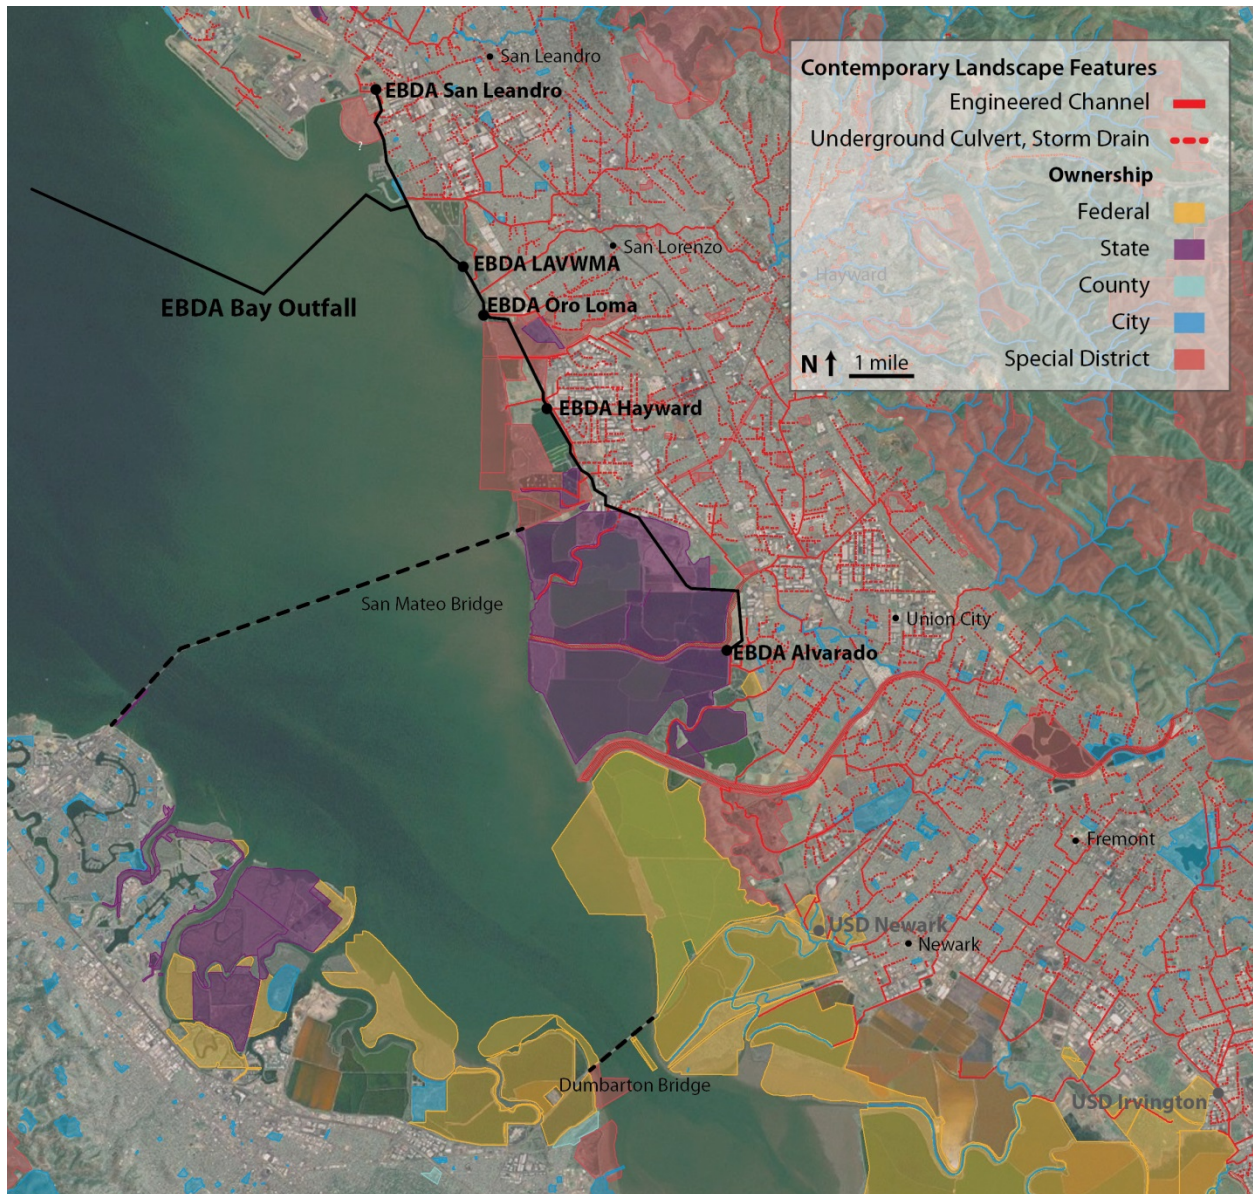 San Leandro
EBDA San Leandro
?
Contemporary Landscape Features
Engineered Channel
Underground Culvert, Storm Drain
Ownership
Federal
State
County
City
Special District
N
1 mile
Hayward
San Lorenzo
EBDA LAVWMA
EBDA Oro Loma
EBDA Bay Outfall
EBDA Hayward
San Mateo Bridge
Union City
EBDA Alvarado
Fremont
USD Newark
Newark
Dumbarton Bridge
USD Irvington